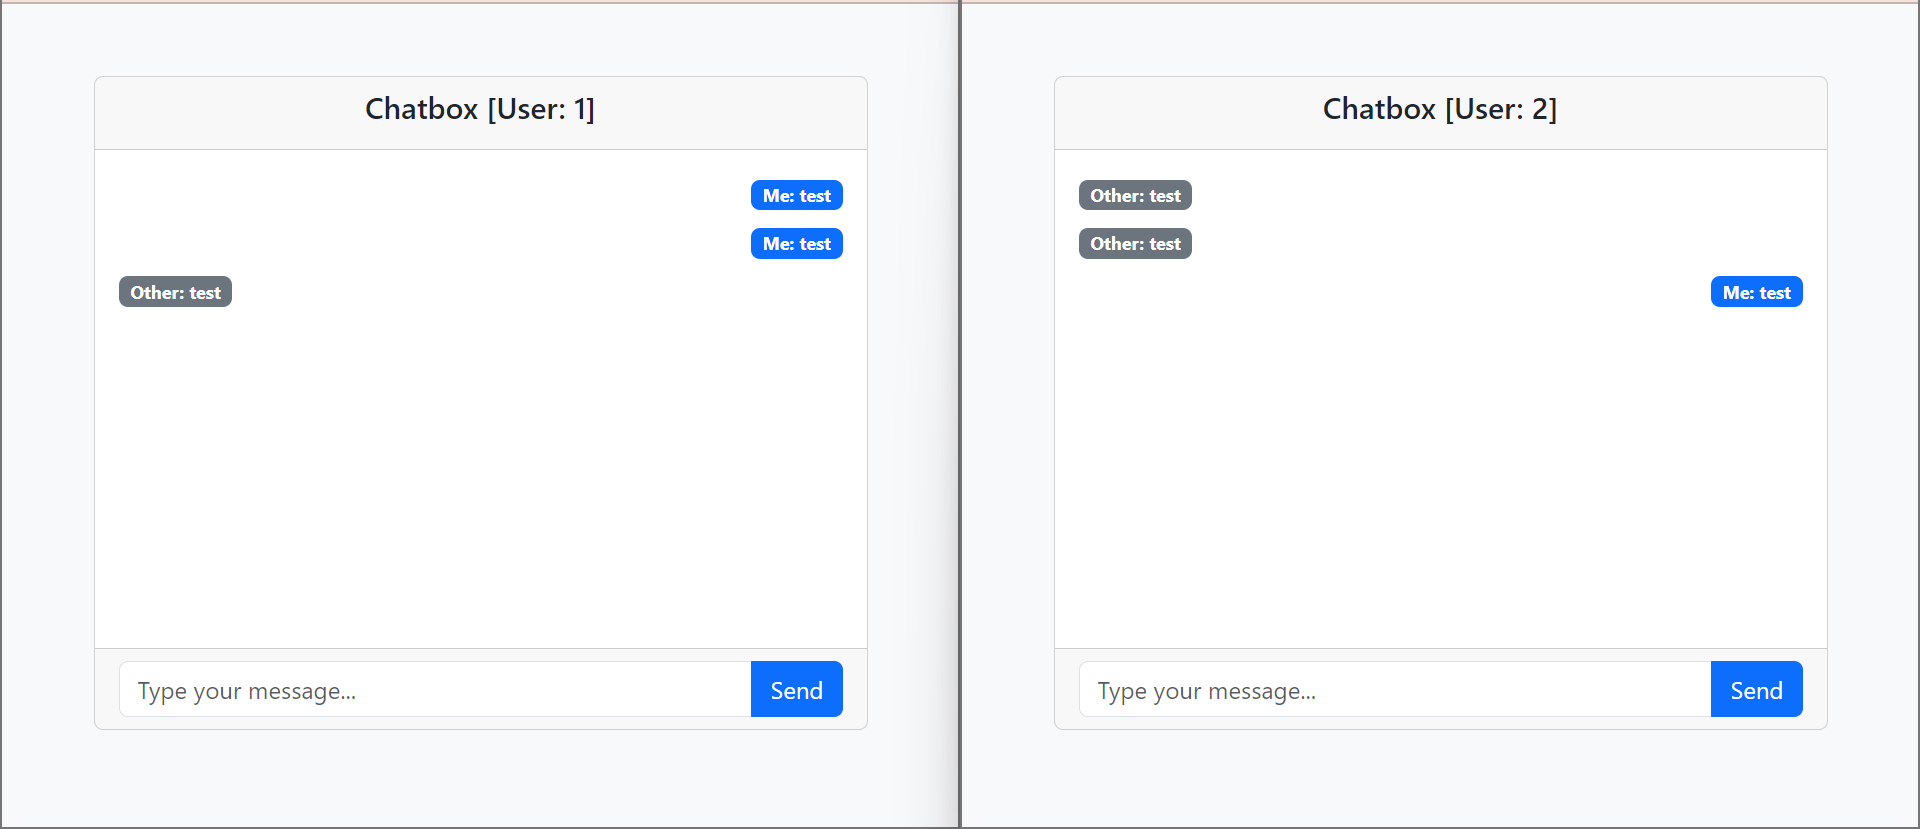 Chatbox [User: 1]
Me: test
Me: test
Other: test
Type your message...
Send
Chatbox [User: 2]
Other: test
Other: test
Me: test
Type your message...
Send